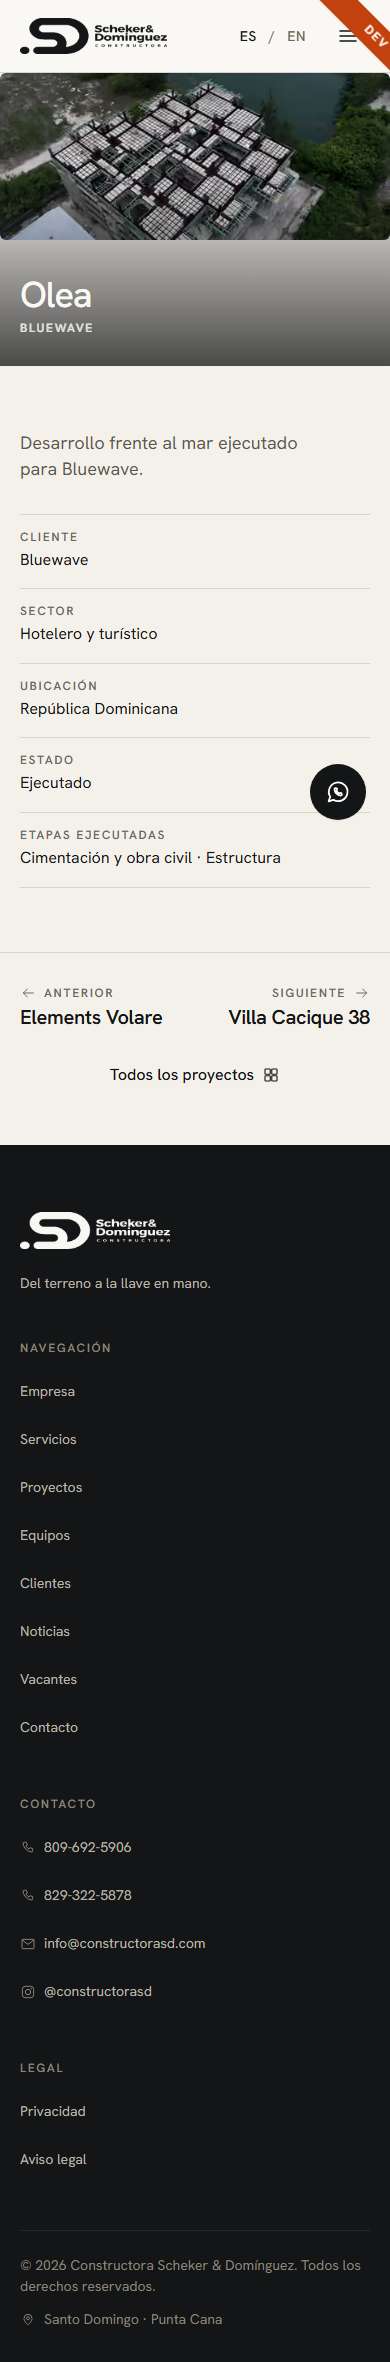 Scheker&
Domínguez
CONSTRUCTORA
ES / EN
DEV
Olea
BLUEWAVE
Desarrollo frente al mar ejecutado
para Bluewave.
CLIENTE
Bluewave
SECTOR
Hotelero y turístico
UBICACIÓN
República Dominicana
ESTADO
Ejecutado
ETAPAS EJECUTADAS
Cimentación y obra civil · Estructura
ANTERIOR
Elements Volare
SIGUIENTE
Villa Cacique 38
Todos los proyectos
Scheker&
Domínguez
CONSTRUCTORA
Del terreno a la llave en mano.
NAVEGACIÓN
Empresa
Servicios
Proyectos
Equipos
Clientes
Noticias
Vacantes
Contacto
CONTACTO
809-692-5906
829-322-5878
info@constructorasd.com
@constructorasd
LEGAL
Privacidad
Aviso legal
© 2026 Constructora Scheker & Domínguez. Todos los
derechos reservados.
Santo Domingo · Punta Cana